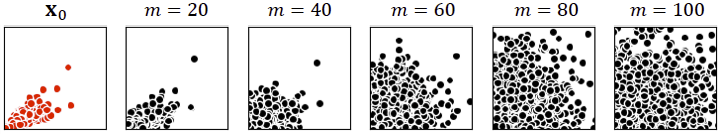 x₀ m = 20 m = 40 m = 60 m = 80 m = 100